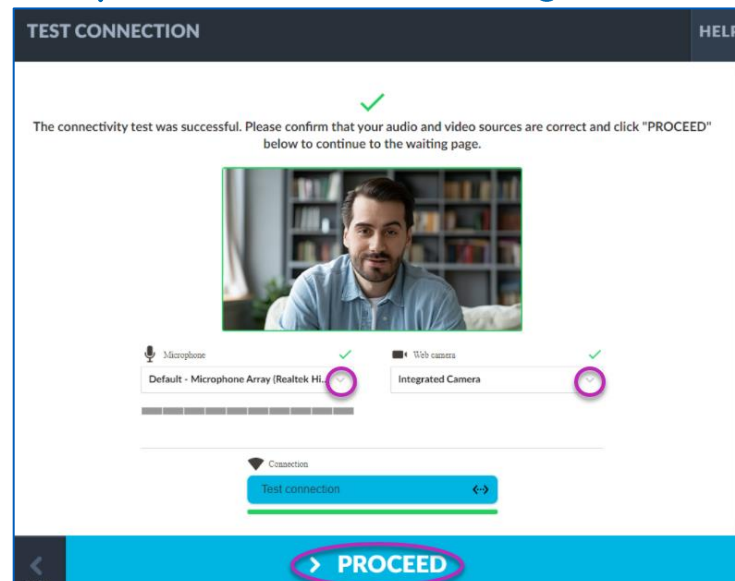 TEST CONNECTION
HELP
The connectivity test was successful. Please confirm that your audio and video sources are correct and click "PROCEED"
below to continue to the waiting page.
Microphone
Web camera
Default - Microphone Array (Realtek Hi...
Integrated Camera
Connection
Test connection
PROCEED